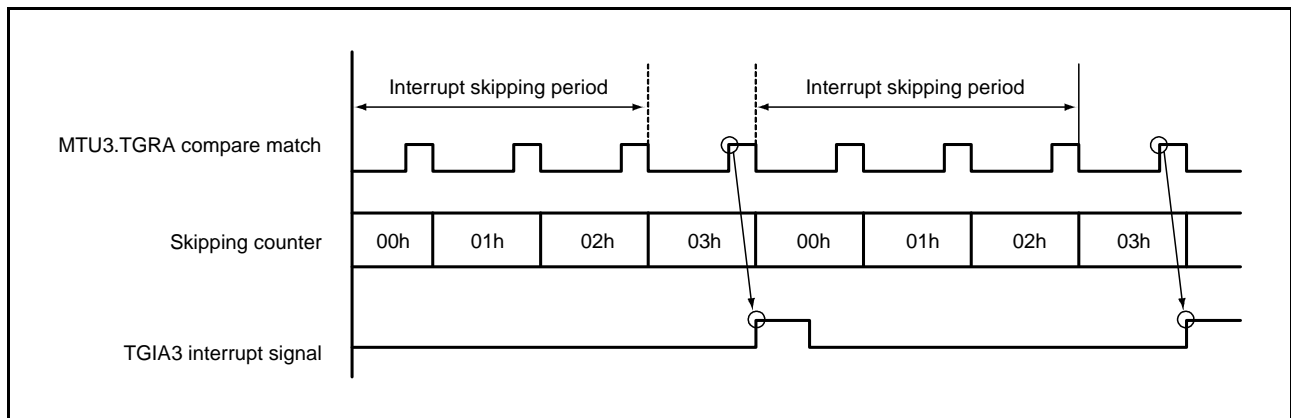 Interrupt skipping period Interrupt skipping period
MTU3.TGRA compare match
Skipping counter 00h 01h 02h 03h 00h 01h 02h 03h
TGIA3 interrupt signal